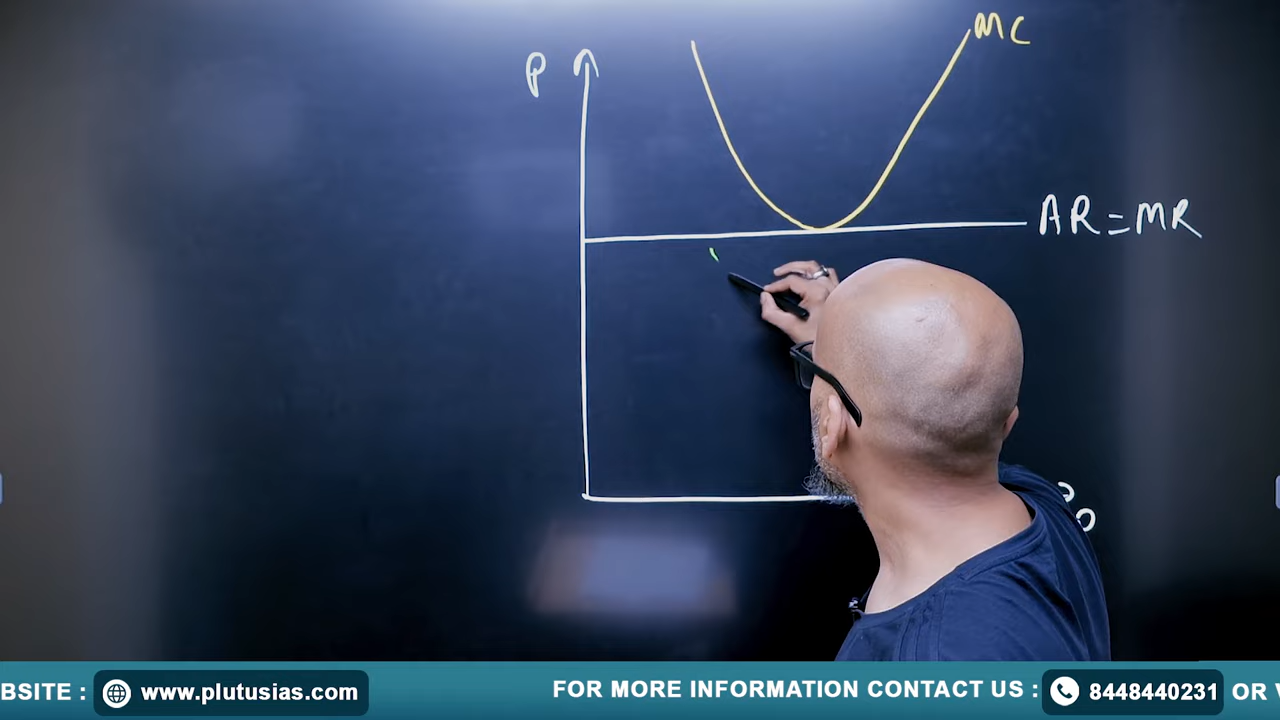 MC
P
AR=MR
BSITE : www.plutusias.com FOR MORE INFORMATION CONTACT US : 8448440231 OR